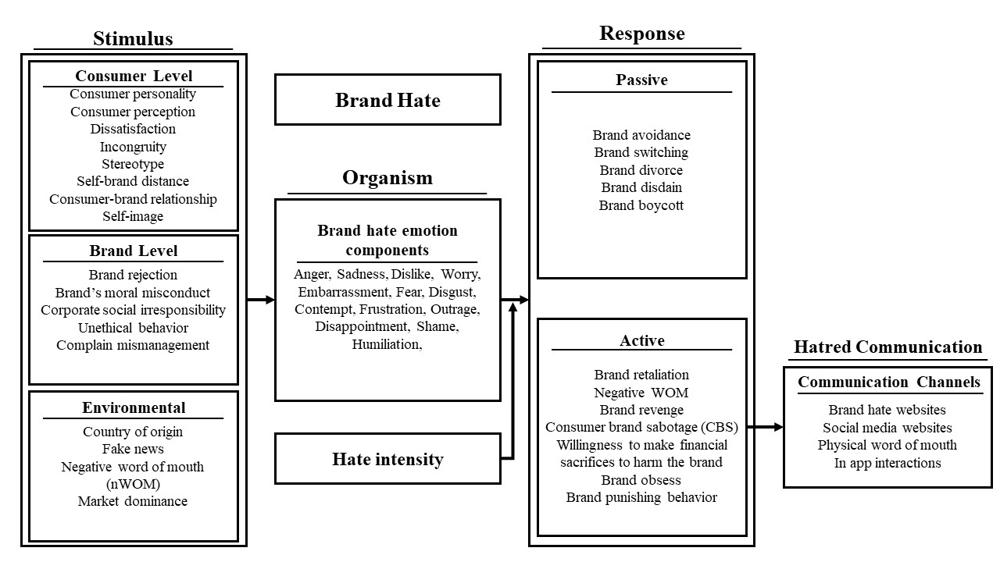 Stimulus
Consumer Level
Consumer personality
Consumer perception
Dissatisfaction
Incongruity
Stereotype
Self-brand distance
Consumer-brand relationship
Self-image
Brand Level
Brand rejection
Brand’s moral misconduct
Corporate social irresponsibility
Unethical behavior
Complain mismanagement
Environmental
Country of origin
Fake news
Negative word of mouth
(nWOM)
Market dominance
Brand Hate
Organism
Brand hate emotion
components
Anger, Sadness, Dislike, Worry,
Embarrassment, Fear, Disgust,
Contempt, Frustration, Outrage,
Disappointment, Shame,
Humiliation,
Hate intensity
Response
Passive
Brand avoidance
Brand switching
Brand divorce
Brand disdain
Brand boycott
Active
Brand retaliation
Negative WOM
Brand revenge
Consumer brand sabotage (CBS)
Willingness to make financial
sacrifices to harm the brand
Brand obsess
Brand punishing behavior
Hatred Communication
Communication Channels
Brand hate websites
Social media websites
Physical word of mouth
In app interactions